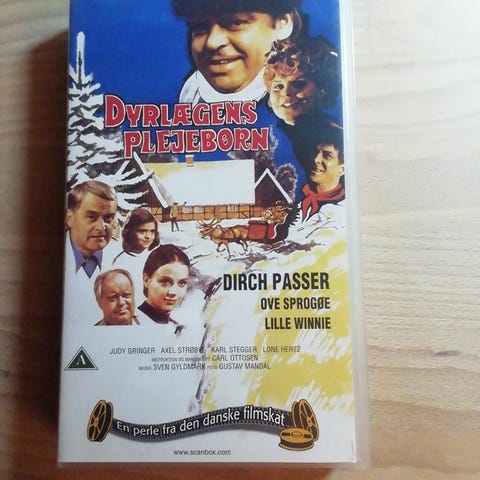 DYRLÆGENS
PLEJEBØRN
DIRCH PASSER
OVE SPROGØE
LILLE WINNIE
JUDY GRINGER AXEL STRØBYE KARL STEGGER LONE HERTZ
INSTRUKTION OG MANUSKRIPT CARL OTTOSEN
MUSIK SVEN GYLDMARK FOTO GUSTAV MANDAL
A
En perle fra den danske filmskat
www.scanbox.com